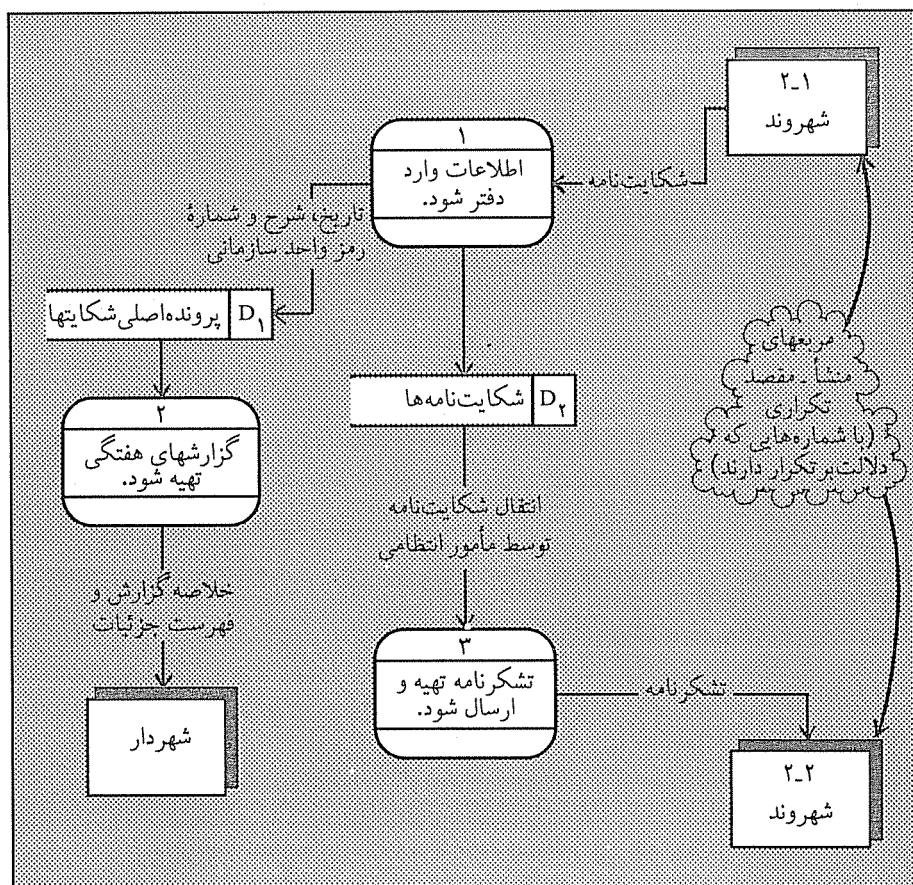 ۲-۱
شهروند
شکایت‌نامه
۱
اطلاعات وارد
دفتر شود.
تاریخ، شرح و شمارهٔ
رمز واحد سازمانی
D۱
پرونده اصلی شکایتها
D۲
شکایت‌نامه‌ها
مربعهای
منشأ ـ مقصد
تکراری
(با شماره‌هایی که
دلالت بر تکرار دارند)
۲
گزارشهای هفتگی
تهیه شود.
انتقال شکایت‌نامه
توسط مأمور انتظامی
خلاصه گزارش و
فهرست جزئیات
۳
تشکرنامه تهیه و
ارسال شود.
تشکرنامه
شهردار
۲-۲
شهروند